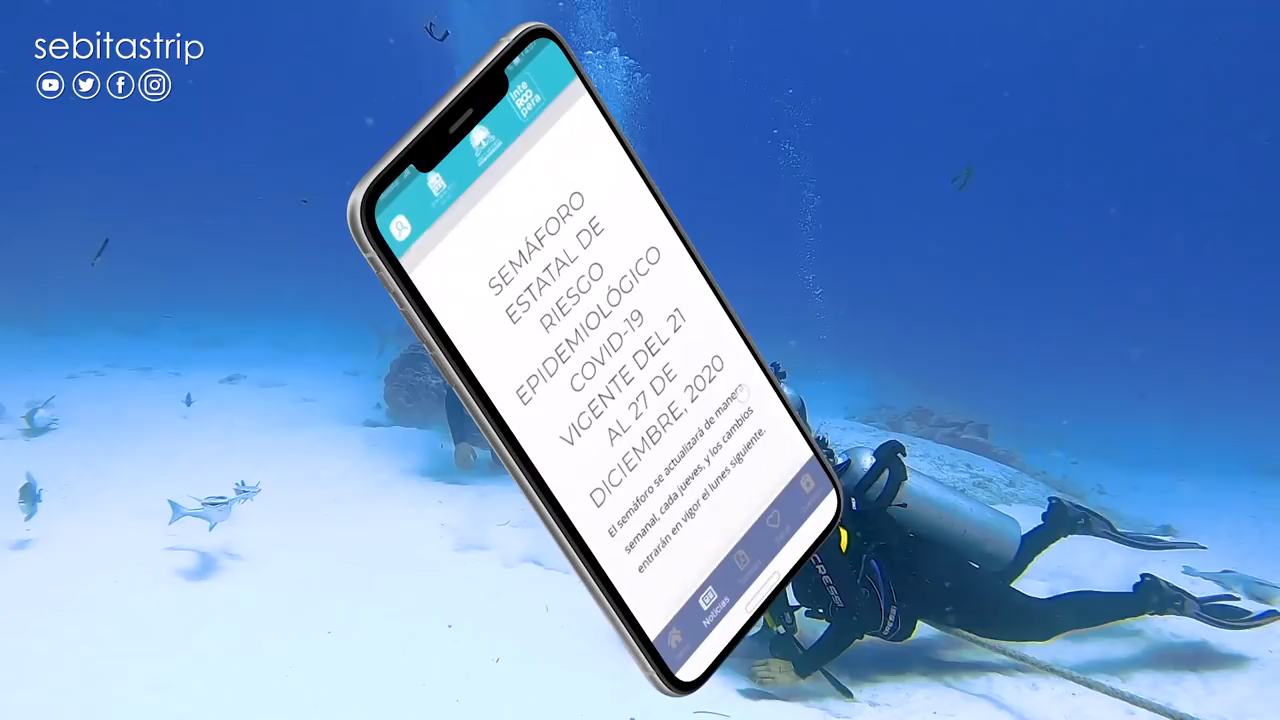 sebitastrip
Inte
ROO
pera
SEMÁFORO
ESTATAL DE
RIESGO
EPIDEMIOLÓGICO
COVID-19
VIGENTE DEL 21
AL 27 DE
DICIEMBRE, 2020
El semáforo se actualizará de manera
semanal, cada jueves, y los cambios
entrarán en vigor el lunes siguiente.
Noticias
CRESSI
CRESSI